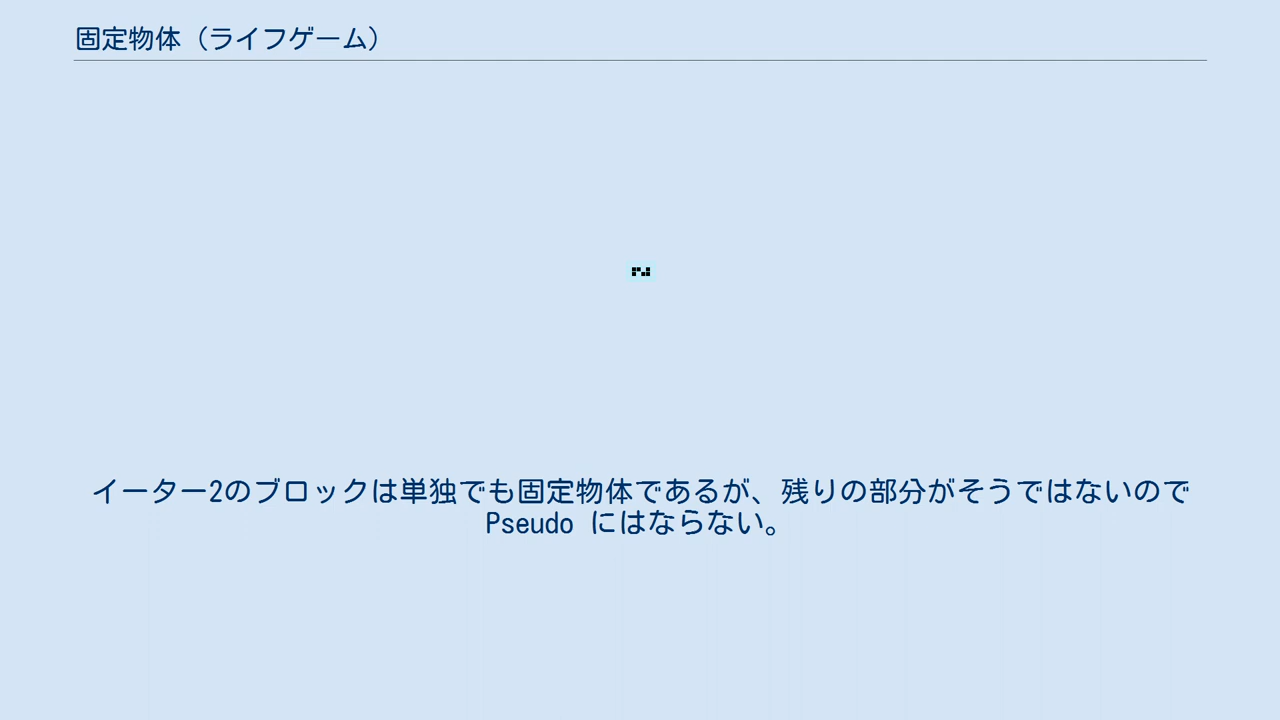 固定物体（ライフゲーム）
イーター2のブロックは単独でも固定物体であるが、残りの部分がそうではないので
Pseudo にはならない。